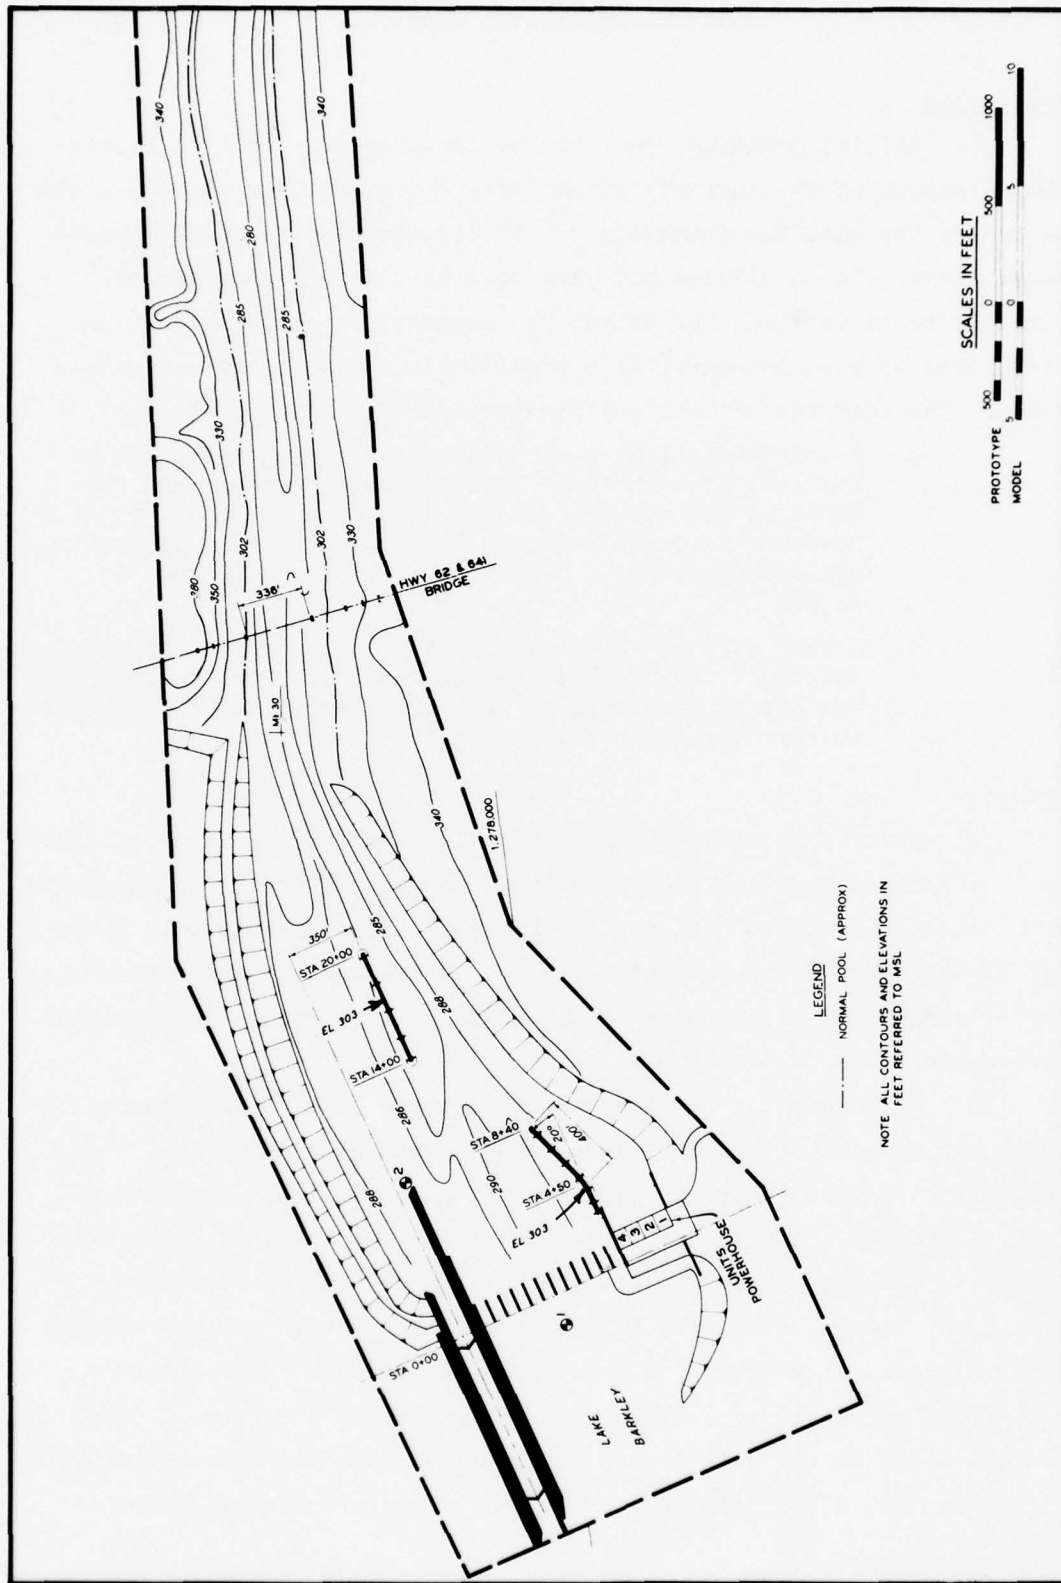 340
340
280
285
285
330
280
350
302
302
330
336'
HWY 62 & 641
BRIDGE
MI 30
340
1,278,000
350'
STA 20+00
EL 303
STA 14+00
285
288
286
288
290
STA 8+40
20°
400'
STA 4+50
EL 303
2
1
4
3
2
1
UNITS
POWERHOUSE
STA 0+00
LAKE
BARKLEY
LEGEND
NORMAL POOL (APPROX)
NOTE ALL CONTOURS AND ELEVATIONS IN
FEET REFERRED TO MSL
SCALES IN FEET
PROTOTYPE 500 0 500 1000
MODEL 5 0 5 10